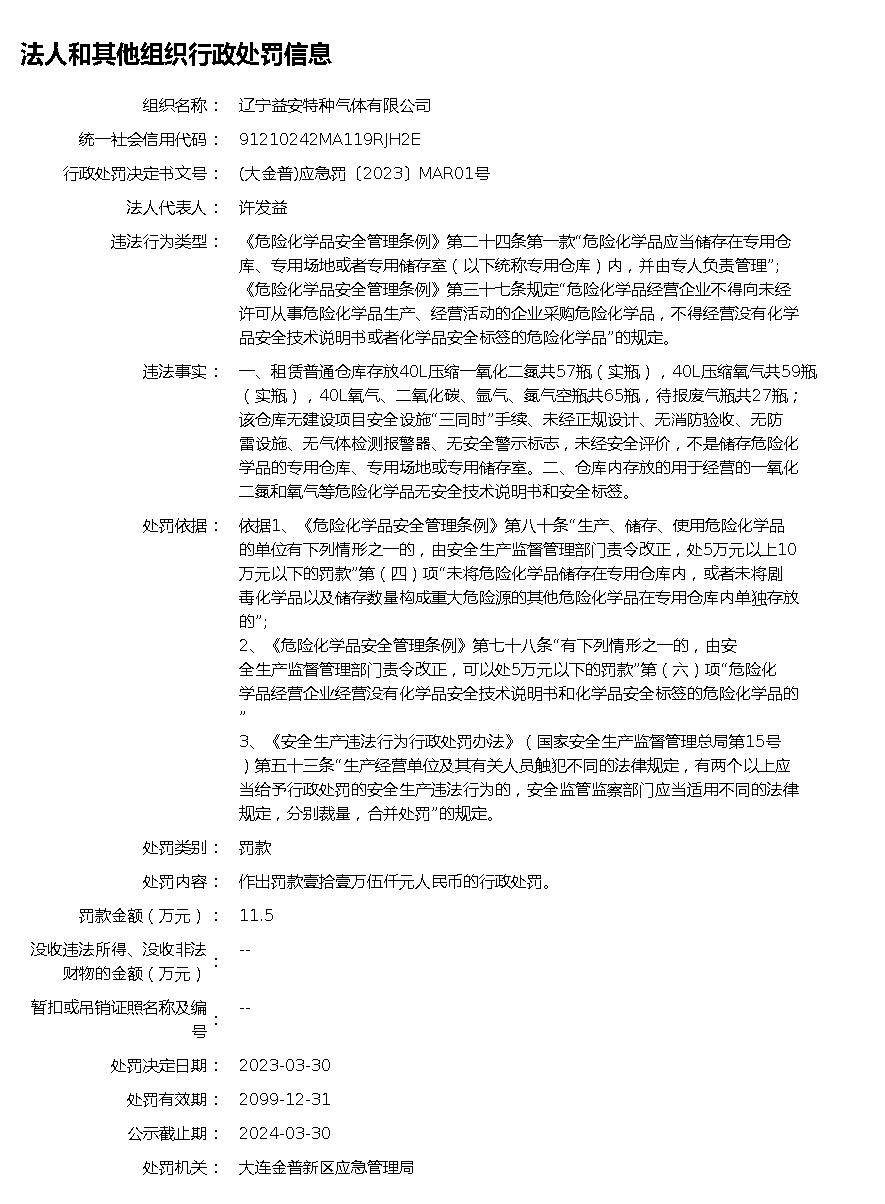 法人和其他组织行政处罚信息
组织名称： 辽宁益安特种气体有限公司
统一社会信用代码： 91210242MA119RJH2E
行政处罚决定书文号： (大金普)应急罚〔2023〕MAR01号
法人代表人： 许发益
违法行为类型： 《危险化学品安全管理条例》第二十四条第一款“危险化学品应当储存在专用仓
库、专用场地或者专用储存室（以下统称专用仓库）内，并由专人负责管理”;
《危险化学品安全管理条例》第三十七条规定“危险化学品经营企业不得向未经
许可从事危险化学品生产、经营活动的企业采购危险化学品，不得经营没有化学
品安全技术说明书或者化学品安全标签的危险化学品”的规定。
违法事实： 一、租赁普通仓库存放40L压缩一氧化二氮共57瓶（实瓶），40L压缩氧气共59瓶
（实瓶），40L氧气、二氧化碳、氩气、氮气空瓶共65瓶，待报废气瓶共27瓶；
该仓库无建设项目安全设施“三同时”手续、未经正规设计、无消防验收、无防
雷设施、无气体检测报警器、无安全警示标志，未经安全评价，不是储存危险化
学品的专用仓库、专用场地或专用储存室。二、仓库内存放的用于经营的一氧化
二氮和氧气等危险化学品无安全技术说明书和安全标签。
处罚依据： 依据1、《危险化学品安全管理条例》第八十条“生产、储存、使用危险化学品
的单位有下列情形之一的，由安全生产监督管理部门责令改正，处5万元以上10
万元以下的罚款”第（四）项“未将危险化学品储存在专用仓库内，或者未将剧
毒化学品以及储存数量构成重大危险源的其他危险化学品在专用仓库内单独存放
的”;
2、《危险化学品安全管理条例》第七十八条“有下列情形之一的，由安
全生产监督管理部门责令改正，可以处5万元以下的罚款”第（六）项“危险化
学品经营企业经营没有化学品安全技术说明书和化学品安全标签的危险化学品的
”
3、《安全生产违法行为行政处罚办法》（国家安全生产监督管理总局第15号
）第五十三条“生产经营单位及其有关人员触犯不同的法律规定，有两个以上应
当给予行政处罚的安全生产违法行为的，安全监管监察部门应当适用不同的法律
规定，分别裁量，合并处罚”的规定。
处罚类别： 罚款
处罚内容： 作出罚款壹拾壹万伍仟元人民币的行政处罚。
罚款金额（万元）： 11.5
没收违法所得、没收非法
财物的金额（万元）： --
暂扣或吊销证照名称及编
号： --
处罚决定日期： 2023-03-30
处罚有效期： 2099-12-31
公示截止期： 2024-03-30
处罚机关： 大连金普新区应急管理局